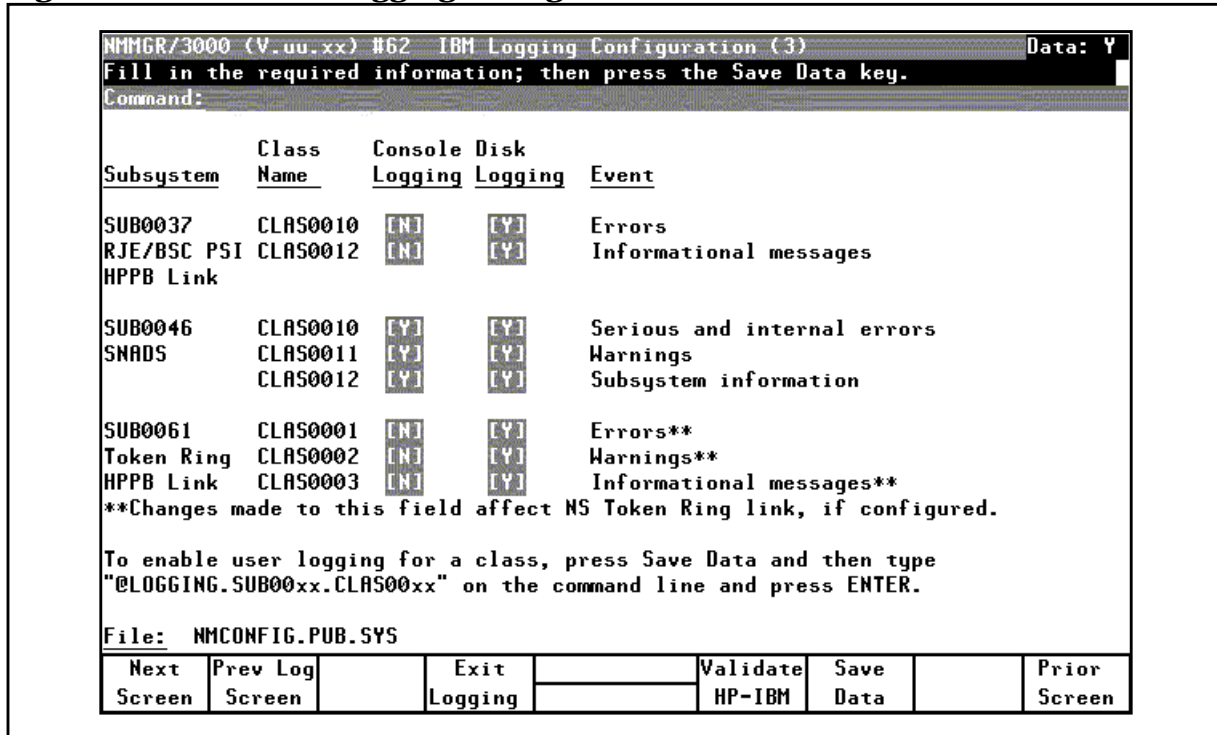 NMMGR/3000 (V.uu.xx) #62 IBM Logging Configuration (3) Data: Y
Fill in the required information; then press the Save Data key.
Command:
Class Console Disk
Subsystem Name Logging Logging Event
SUB0037 CLAS0010 [N] [Y] Errors
RJE/BSC PSI CLAS0012 [N] [Y] Informational messages
HPPB Link
SUB0046 CLAS0010 [Y] [Y] Serious and internal errors
SNADS CLAS0011 [Y] [Y] Warnings
CLAS0012 [Y] [Y] Subsystem information
SUB0061 CLAS0001 [N] [Y] Errors**
Token Ring CLAS0002 [N] [Y] Warnings**
HPPB Link CLAS0003 [N] [Y] Informational messages**
**Changes made to this field affect NS Token Ring link, if configured.
To enable user logging for a class, press Save Data and then type
"@LOGGING.SUB00xx.CLAS00xx" on the command line and press ENTER.
File: NMCONFIG.PUB.SYS
Next Prev Log Exit Validate Save Prior
Screen Screen Logging HP-IBM Data Screen